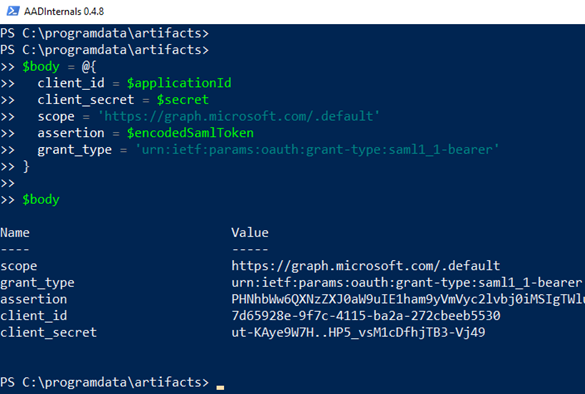 AADInternals 0.4.8
PS C:\programdata\artifacts>
PS C:\programdata\artifacts>
>> $body = @{
>>   client_id = $applicationId
>>   client_secret = $secret
>>   scope = 'https://graph.microsoft.com/.default'
>>   assertion = $encodedSamlToken
>>   grant_type = 'urn:ietf:params:oauth:grant-type:saml1_1-bearer'
>> }
>>
>> $body
Name Value
---- -----
scope https://graph.microsoft.com/.default
grant_type urn:ietf:params:oauth:grant-type:saml1_1-bearer
assertion PHNhbWw6QXNzZXJ0aW9uIE1ham9yVmVyc2lvbj0iMSIgTWlu
client_id 7d65928e-9f7c-4115-ba2a-272cbeeb5530
client_secret ut-KAye9W7H..HP5_vsM1cDfhjTB3-Vj49
PS C:\programdata\artifacts>